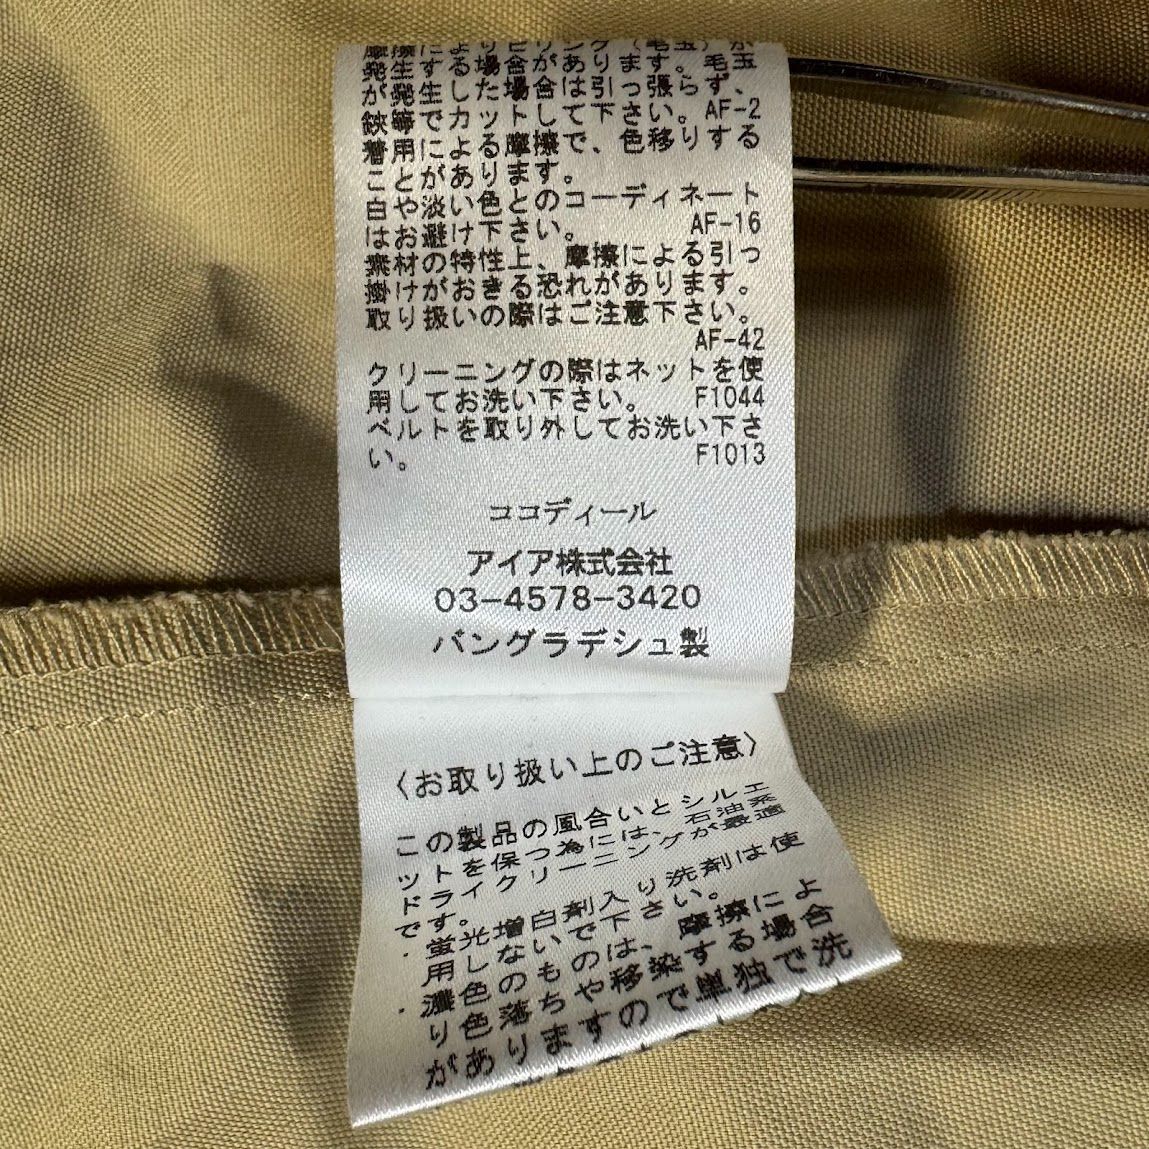 摩擦によりピリング(毛玉)が
発生する場合があります。毛玉
が発生した場合は引っ張らず、
鋏等でカットして下さい。AF-2
着用による摩擦で、色移りする
ことがあります。
白や淡い色とのコーディネート
はお避け下さい。 AF-16
素材の特性上、摩擦による引っ
掛けがおきる恐れがあります。
取り扱いの際はご注意下さい。
AF-42
クリーニングの際はネットを使
用してお洗い下さい。 F1044
ベルトを取り外してお洗い下さ
い。 F1013
ココディール
アイア株式会社
03-4578-3420
バングラデシュ製
〈お取り扱い上のご注意〉
この製品の風合いとシルエ
ットを保つ為には、石油系
ドライクリーニングが最適
です。
・蛍光増白剤入り洗剤は使
用しないで下さい。
・濃色のものは、摩擦によ
り色落ちや移染する場合
がありますので単独で洗